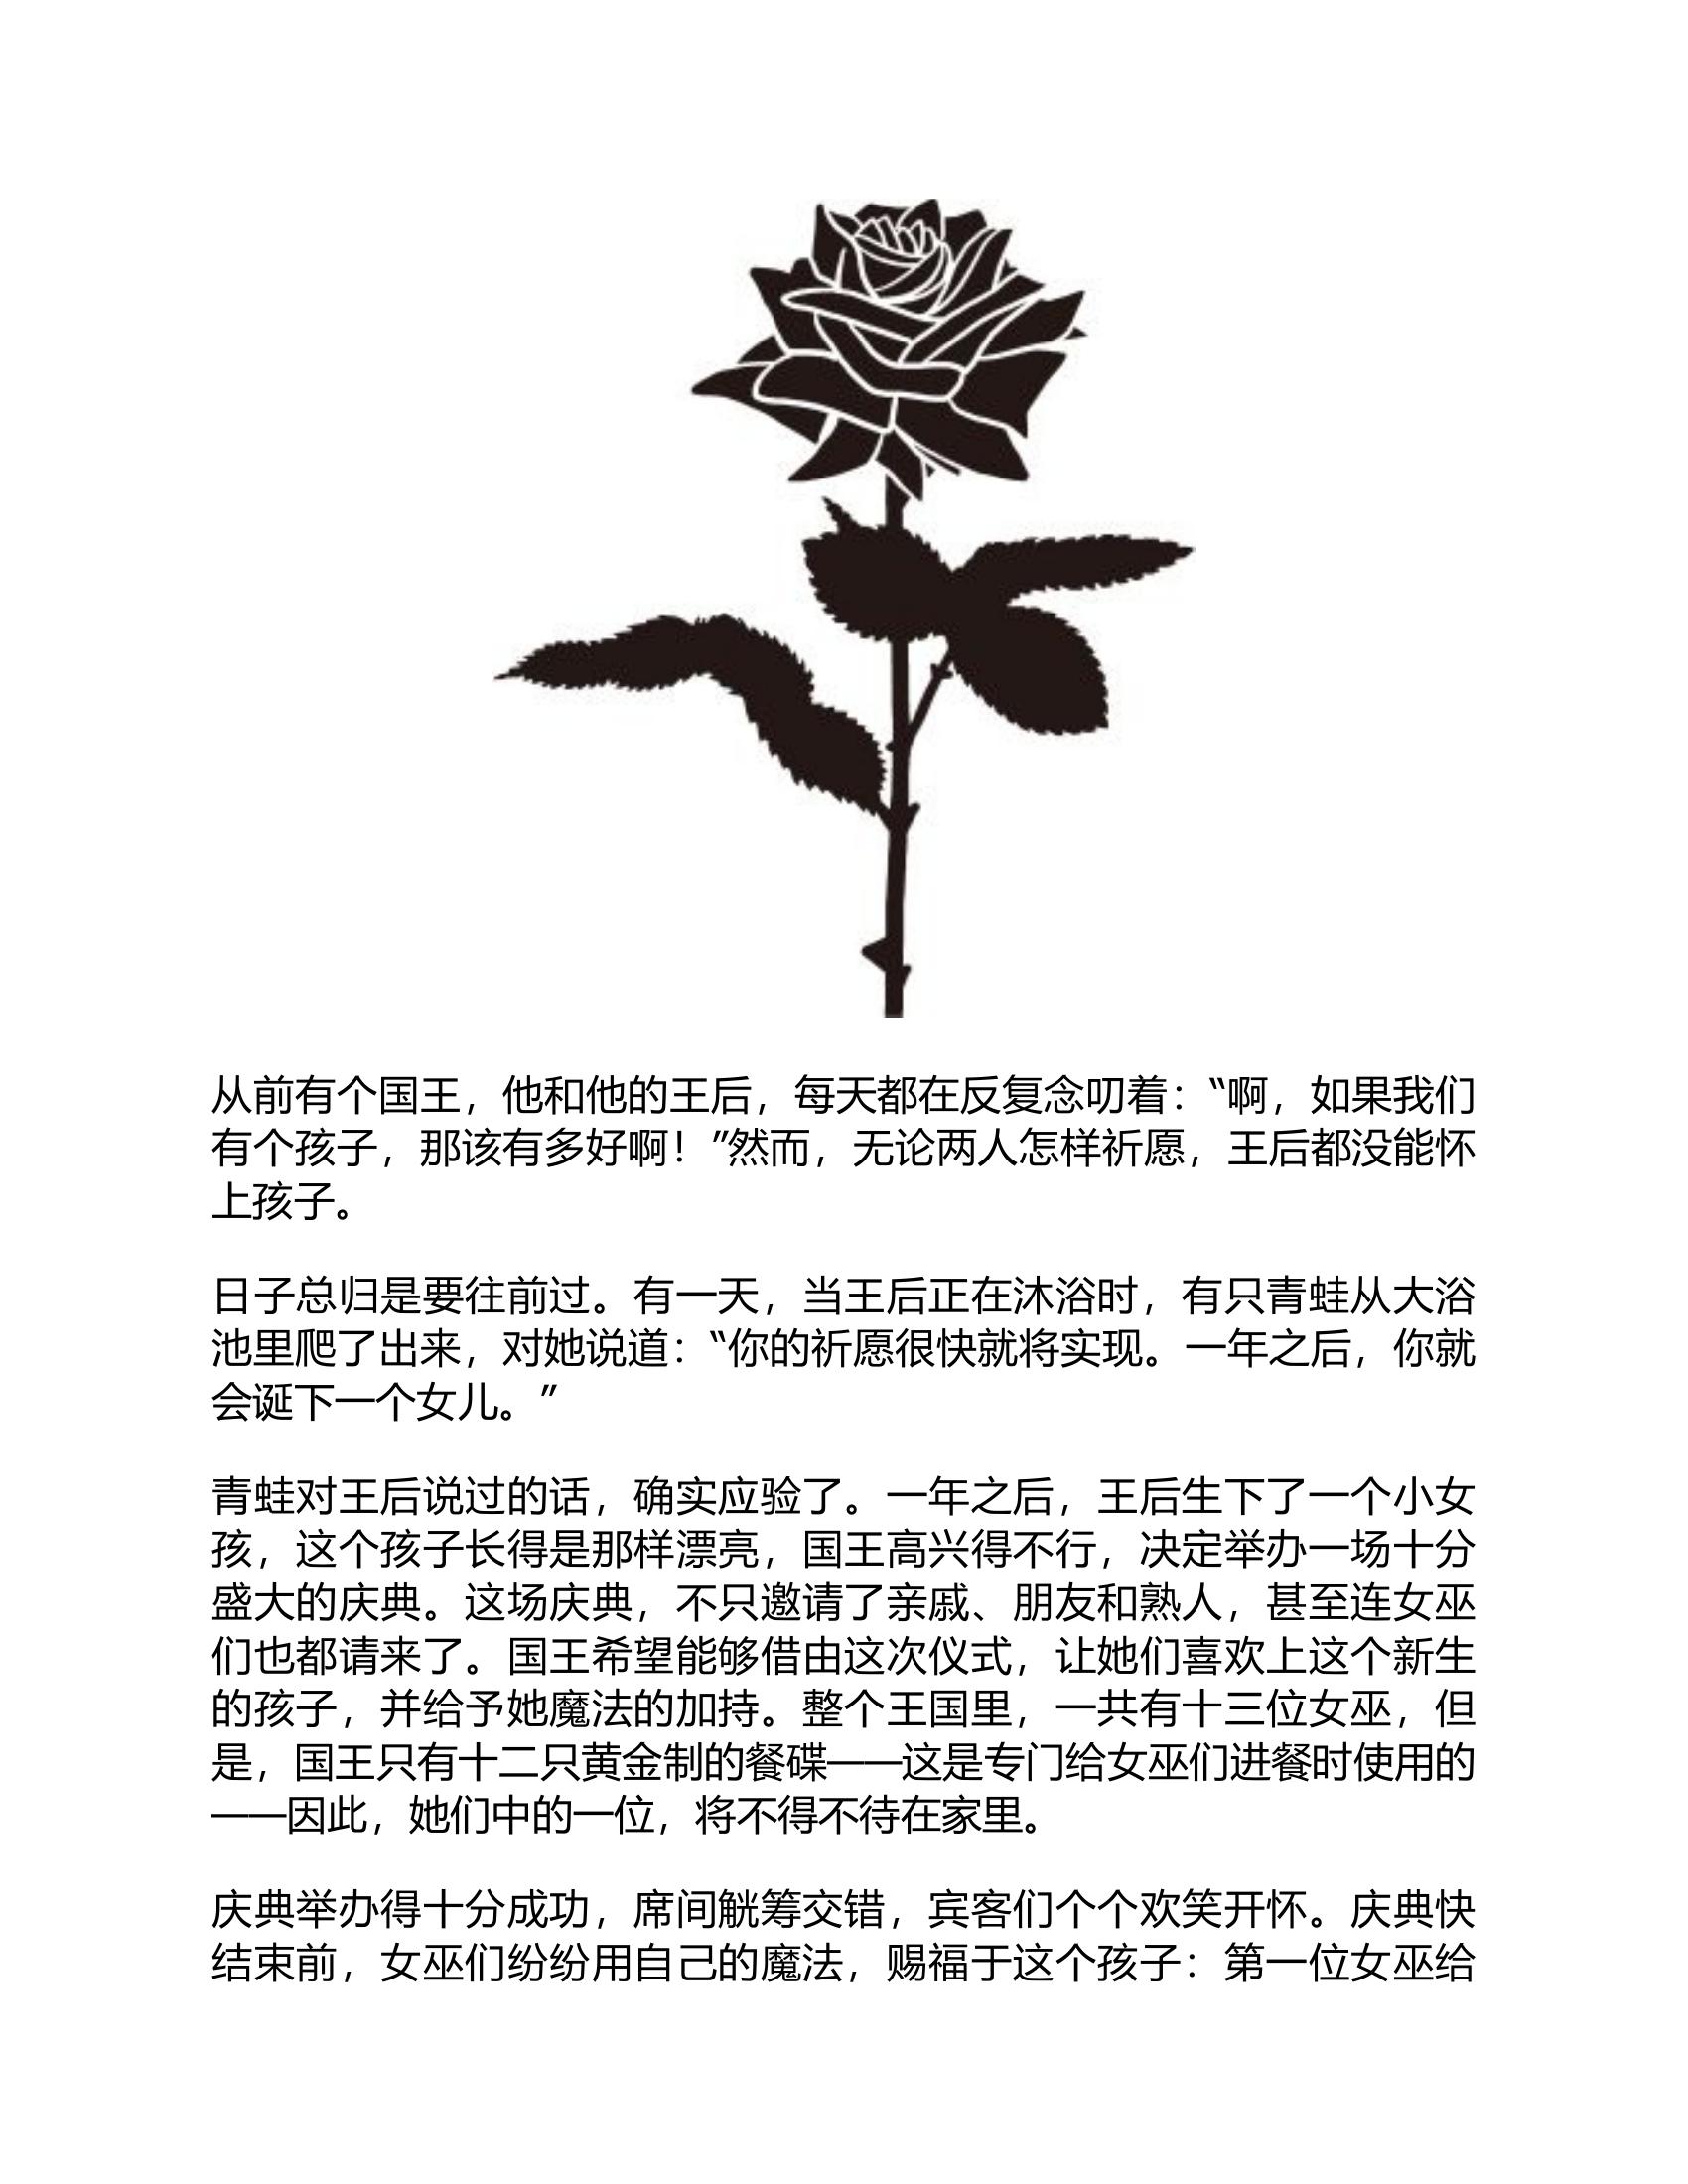 从前有个国王，他和他的王后，每天都在反复念叨着：“啊，如果我们
有个孩子，那该有多好啊！”然而，无论两人怎样祈愿，王后都没能怀
上孩子。
日子总归是要往前过。有一天，当王后正在沐浴时，有只青蛙从大浴
池里爬了出来，对她说道：“你的祈愿很快就将实现。一年之后，你就
会诞下一个女儿。”
青蛙对王后说过的话，确实应验了。一年之后，王后生下了一个小女
孩，这个孩子长得是那样漂亮，国王高兴得不行，决定举办一场十分
盛大的庆典。这场庆典，不只邀请了亲戚、朋友和熟人，甚至连女巫
们也都请来了。国王希望能够借由这次仪式，让她们喜欢上这个新生
的孩子，并给予她魔法的加持。整个王国里，一共有十三位女巫，但
是，国王只有十二只黄金制的餐碟——这是专门给女巫们进餐时使用的
——因此，她们中的一位，将不得不待在家里。
庆典举办得十分成功，席间觥筹交错，宾客们个个欢笑开怀。庆典快
结束前，女巫们纷纷用自己的魔法，赐福于这个孩子：第一位女巫给